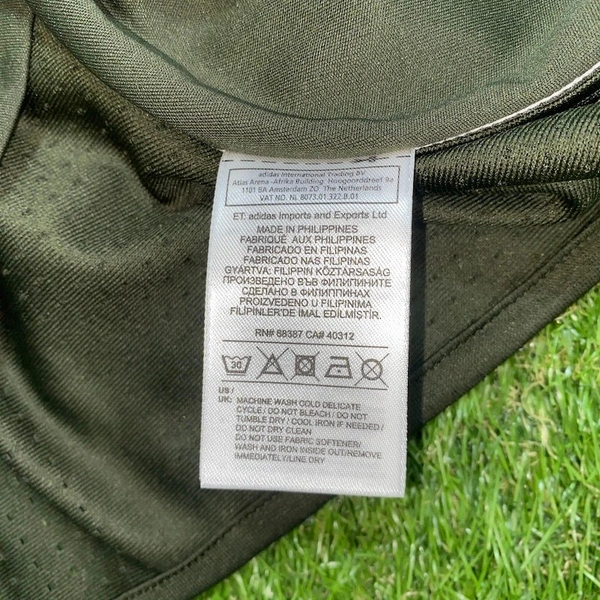 adidas International Trading BV
Atlas Arena -Afrika Building, Hoogoorddreef 9a
1101 BA Amsterdam ZO The Netherlands
VAT NO. NL 8073.01.322.B.01
ET: adidas Imports and Exports Ltd
MADE IN PHILIPPINES
FABRIQUÉ AUX PHILIPPINES
FABRICADO EN FILIPINAS
FABRICADO NAS FILIPINAS
GYÁRTVA: FILIPPIN KÖZTÁRSASÁG
ПРОИЗВЕДЕНО ВЪВ ФИЛИПИНИТЕ
СДЕЛАНО В ФИЛИППИНАХ
PROIZVEDENO U FILIPINIMA
FİLİPİNLER'DE IMAL EDİLMİŞTİR.
RN# 88387 CA# 40312
30
US /
UK: MACHINE WASH COLD DELICATE
CYCLE / DO NOT BLEACH / DO NOT
TUMBLE DRY / COOL IRON IF NEEDED /
DO NOT DRY CLEAN
DO NOT USE FABRIC SOFTENER/
WASH AND IRON INSIDE OUT/REMOVE
IMMEDIATELY/LINE DRY